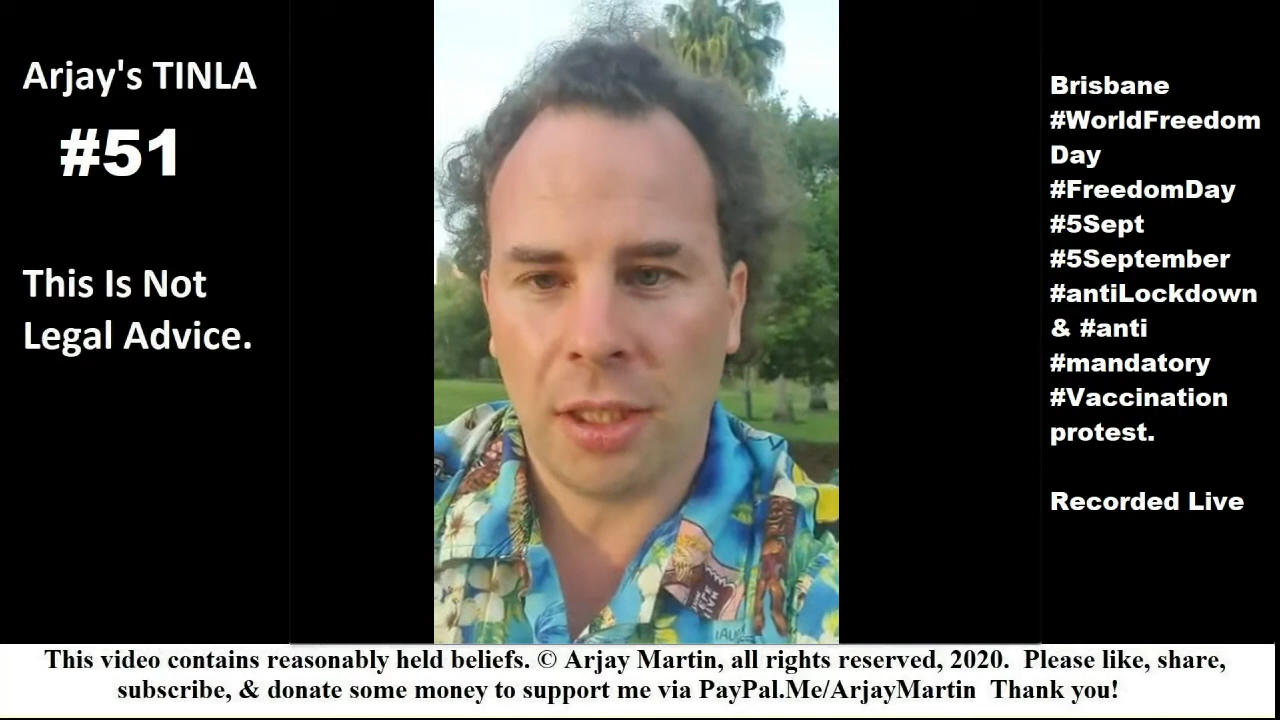 Arjay's TINLA
#51
This Is Not
Legal Advice.
Brisbane
#WorldFreedom
Day
#FreedomDay
#5Sept
#5September
#antiLockdown
& #anti
#mandatory
#Vaccination
protest.
Recorded Live
This video contains reasonably held beliefs. © Arjay Martin, all rights reserved, 2020. Please like, share,
subscribe, & donate some money to support me via PayPal.Me/ArjayMartin Thank you!